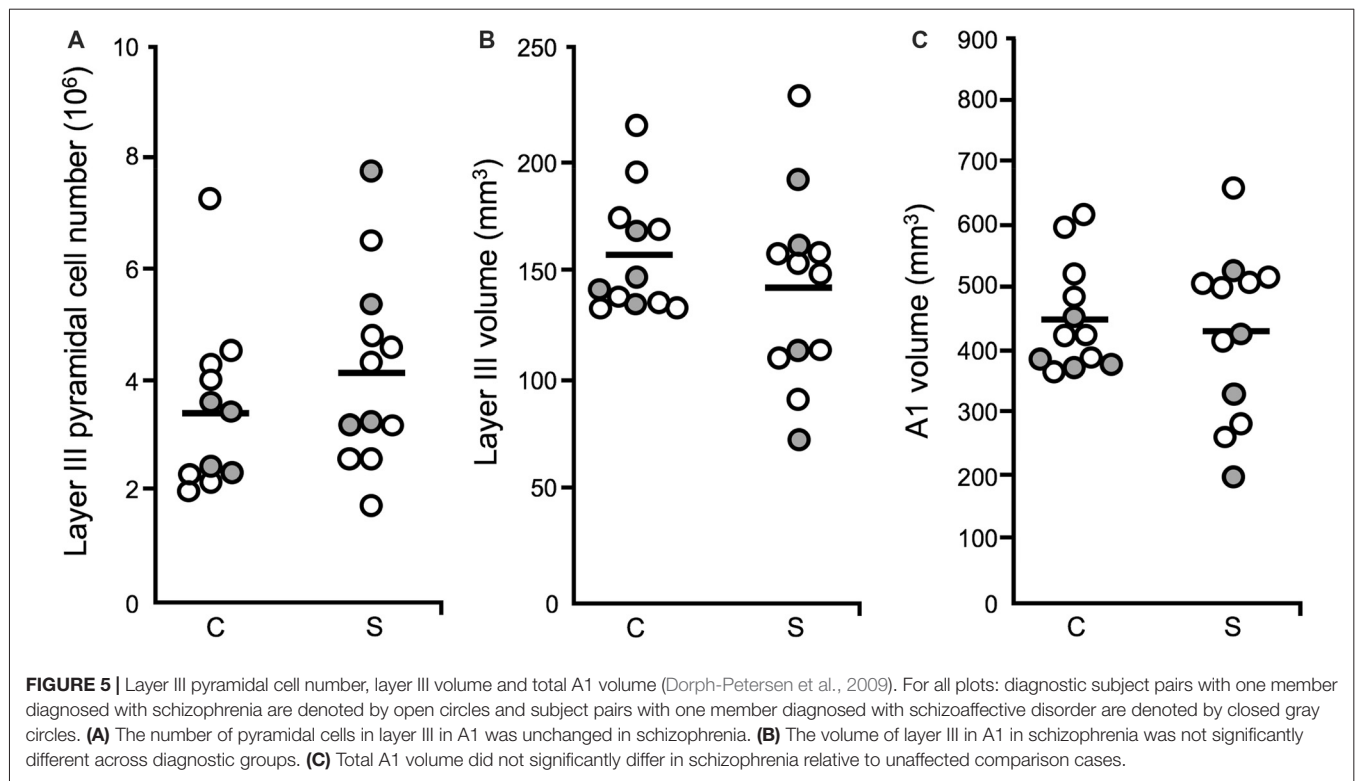 A
Layer III pyramidal cell number (10⁶)
10
8
6
4
2
0
C
S
B
Layer III volume (mm³)
250
200
150
100
50
0
C
S
C
A1 volume (mm³)
900
800
700
600
500
400
300
200
100
0
C
S
FIGURE 5 | Layer III pyramidal cell number, layer III volume and total A1 volume (Dorph-Petersen et al., 2009). For all plots: diagnostic subject pairs with one member
diagnosed with schizophrenia are denoted by open circles and subject pairs with one member diagnosed with schizoaffective disorder are denoted by closed gray
circles. (A) The number of pyramidal cells in layer III in A1 was unchanged in schizophrenia. (B) The volume of layer III in A1 in schizophrenia was not significantly
different across diagnostic groups. (C) Total A1 volume did not significantly differ in schizophrenia relative to unaffected comparison cases.